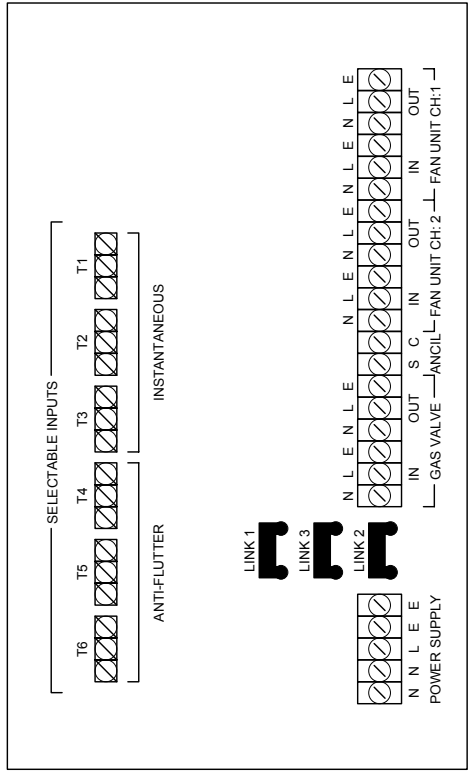 SELECTABLE INPUTS
T6 T5 T4 T3 T2 T1
ANTI-FLUTTER INSTANTANEOUS
LINK 1
LINK 3
LINK 2
N L E N L E N L E N L E N L E N L E
N N L E E IN OUT S C IN OUT IN OUT
POWER SUPPLY GAS VALVE ANCIL FAN UNIT CH: 2 FAN UNIT CH:1